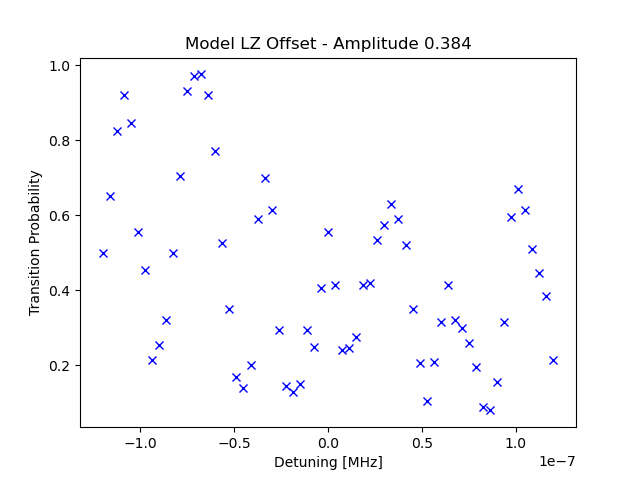 Model LZ Offset - Amplitude 0.384
Transition Probability
1.0
0.8
0.6
0.4
0.2
−1.0 −0.5 0.0 0.5 1.0
1e−7
Detuning [MHz]